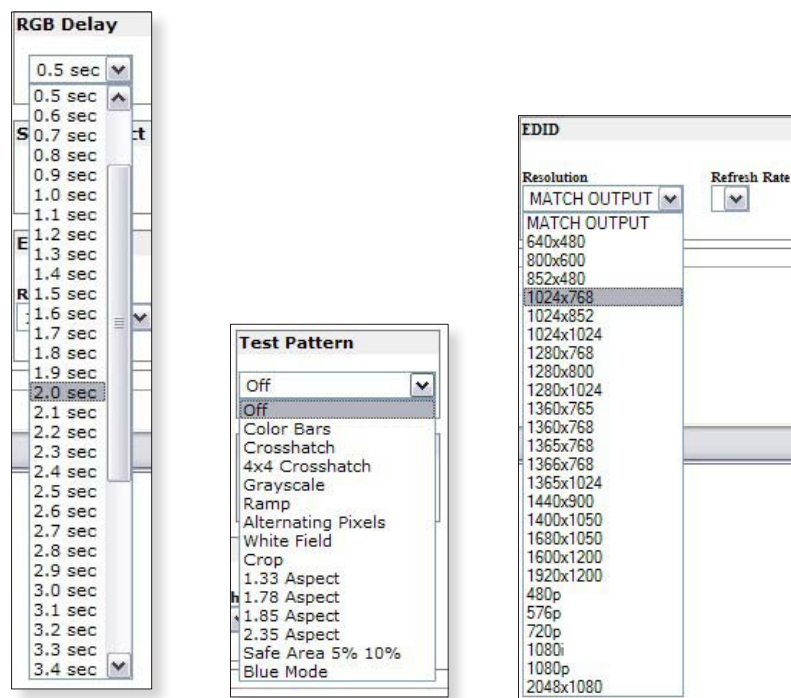 RGB Delay
0.5 sec
0.5 sec
0.6 sec
0.7 sec
0.8 sec
0.9 sec
1.0 sec
1.1 sec
1.2 sec
1.3 sec
1.4 sec
1.5 sec
1.6 sec
1.7 sec
1.8 sec
1.9 sec
2.0 sec
2.1 sec
2.2 sec
2.3 sec
2.4 sec
2.5 sec
2.6 sec
2.7 sec
2.8 sec
2.9 sec
3.0 sec
3.1 sec
3.2 sec
3.3 sec
3.4 sec
Test Pattern
Off
Off
Color Bars
Crosshatch
4x4 Crosshatch
Grayscale
Ramp
Alternating Pixels
White Field
Crop
1.33 Aspect
1.78 Aspect
1.85 Aspect
2.35 Aspect
Safe Area 5% 10%
Blue Mode
EDID
Resolution Refresh Rate
MATCH OUTPUT
MATCH OUTPUT
640x480
800x600
852x480
1024x768
1024x852
1024x1024
1280x768
1280x800
1280x1024
1360x765
1360x768
1365x768
1366x768
1365x1024
1440x900
1400x1050
1680x1050
1600x1200
1920x1200
480p
576p
720p
1080i
1080p
2048x1080